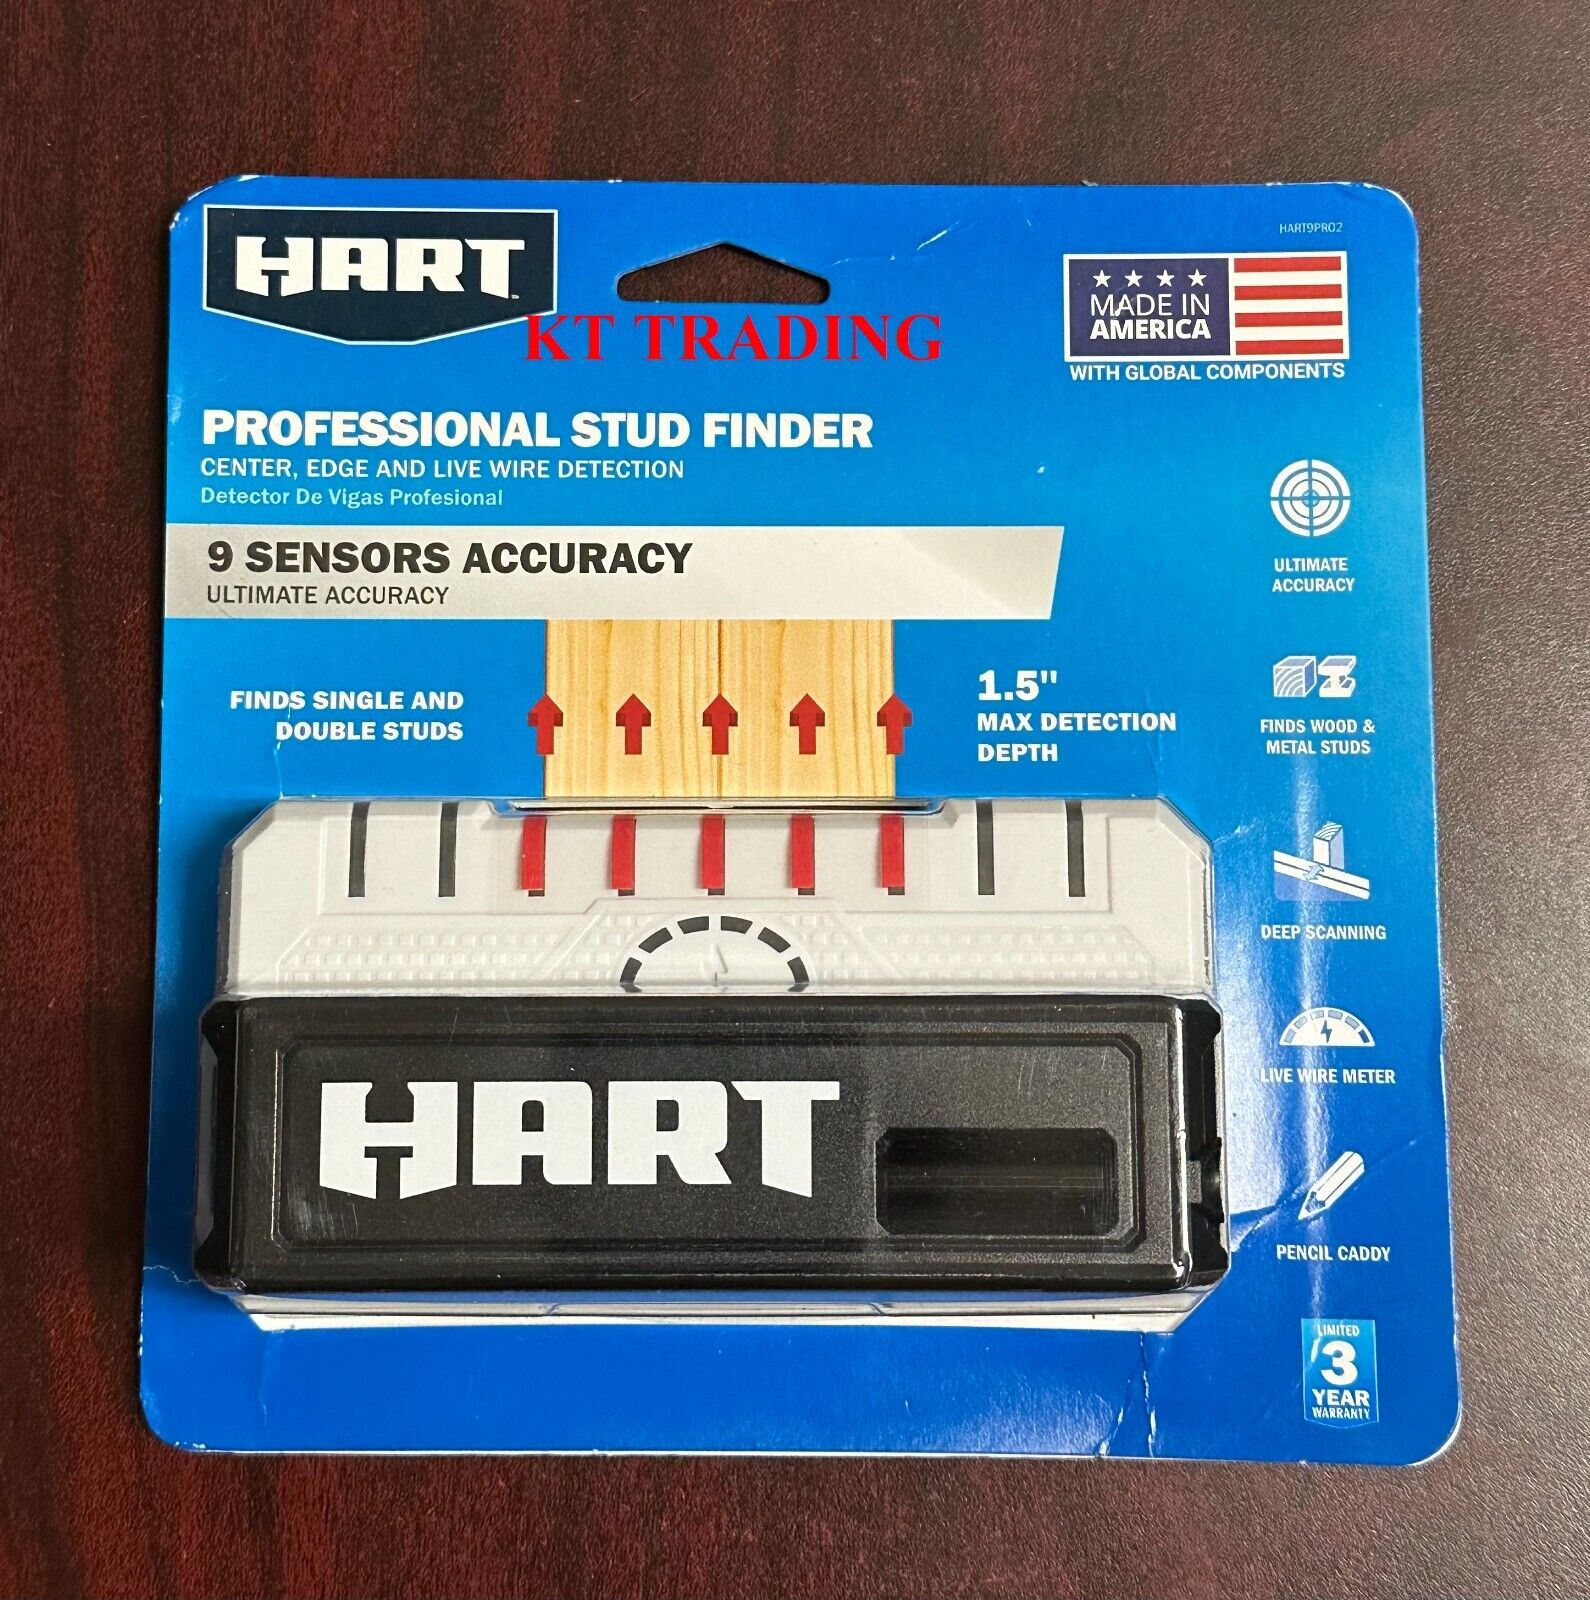 HART
HART9PRO2
MADE IN
AMERICA
WITH GLOBAL COMPONENTS
KT TRADING
PROFESSIONAL STUD FINDER
CENTER, EDGE AND LIVE WIRE DETECTION
Detector De Vigas Profesional
9 SENSORS ACCURACY
ULTIMATE ACCURACY
FINDS SINGLE AND
DOUBLE STUDS
1.5"
MAX DETECTION
DEPTH
ULTIMATE
ACCURACY
FINDS WOOD &
METAL STUDS
DEEP SCANNING
LIVE WIRE METER
PENCIL CADDY
HART
LIMITED
3
YEAR
WARRANTY